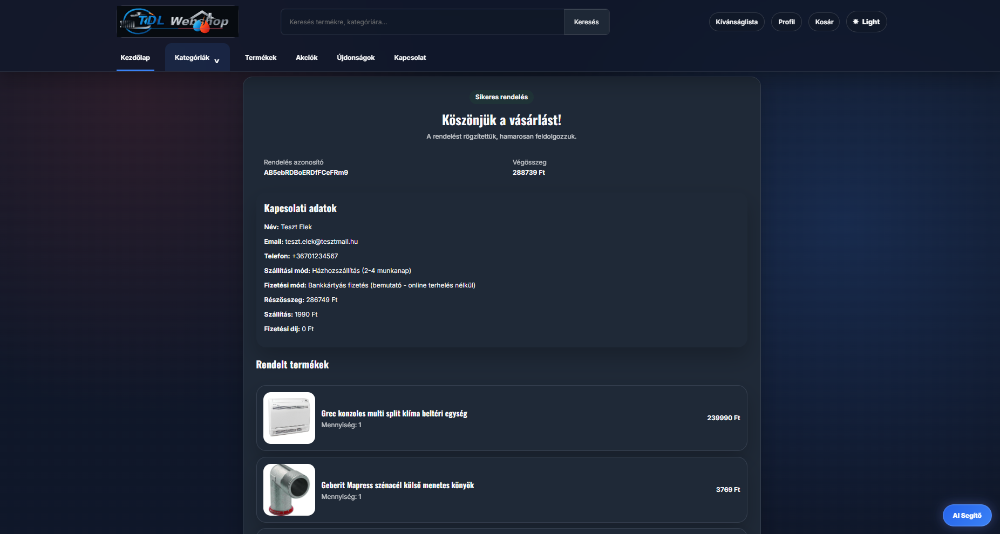 TDL Webshop
Keresés termékre, kategóriára...
Keresés
Kívánságlista
Profil
Kosár
Light
Kezdőlap
Kategóriák
Termékek
Akciók
Újdonságok
Kapcsolat
Sikeres rendelés
Köszönjük a vásárlást!
A rendelést rögzítettük, hamarosan feldolgozzuk.
Rendelés azonosító
AB5ebRDBoERDfFCeFRm9
Végösszeg
288739 Ft
Kapcsolati adatok
Név: Teszt Elek
Email: teszt.elek@tesztmail.hu
Telefon: +36701234567
Szállítási mód: Házhozszállítás (2-4 munkanap)
Fizetési mód: Bankkártyás fizetés (bemutató - online terhelés nélkül)
Részösszeg: 286749 Ft
Szállítás: 1990 Ft
Fizetési díj: 0 Ft
Rendelt termékek
Gree konzolos multi split klíma beltéri egység
Mennyiség: 1
239990 Ft
Geberit Mapress szénacél külső menetes könyök
Mennyiség: 1
3769 Ft
AI Segítő